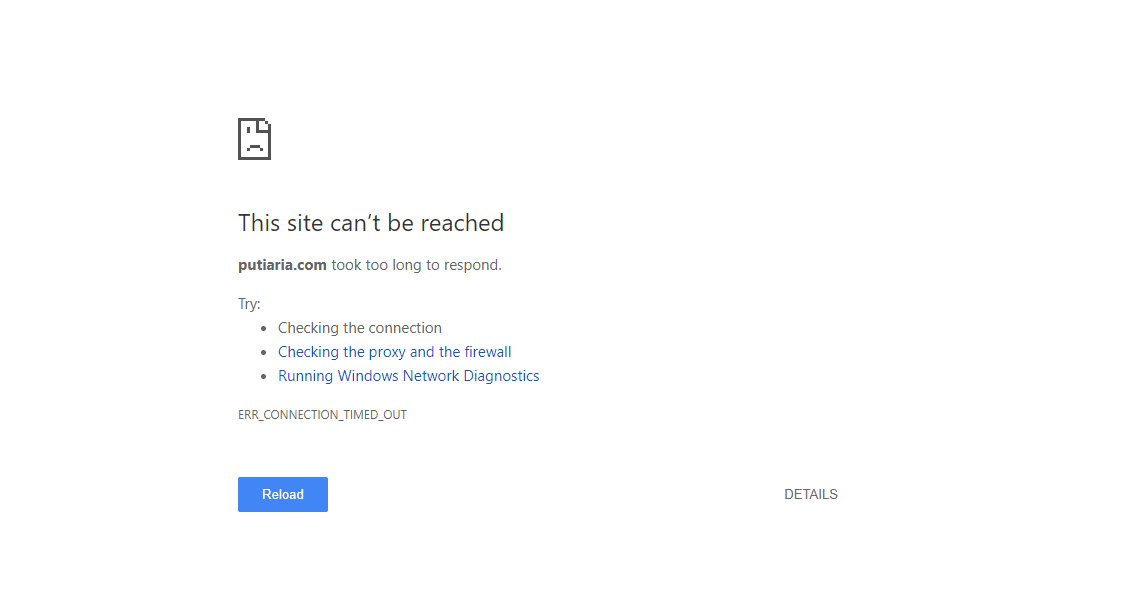 This site can’t be reached
putiaria.com took too long to respond.
Try:
• Checking the connection
• Checking the proxy and the firewall
• Running Windows Network Diagnostics
ERR_CONNECTION_TIMED_OUT
Reload
DETAILS